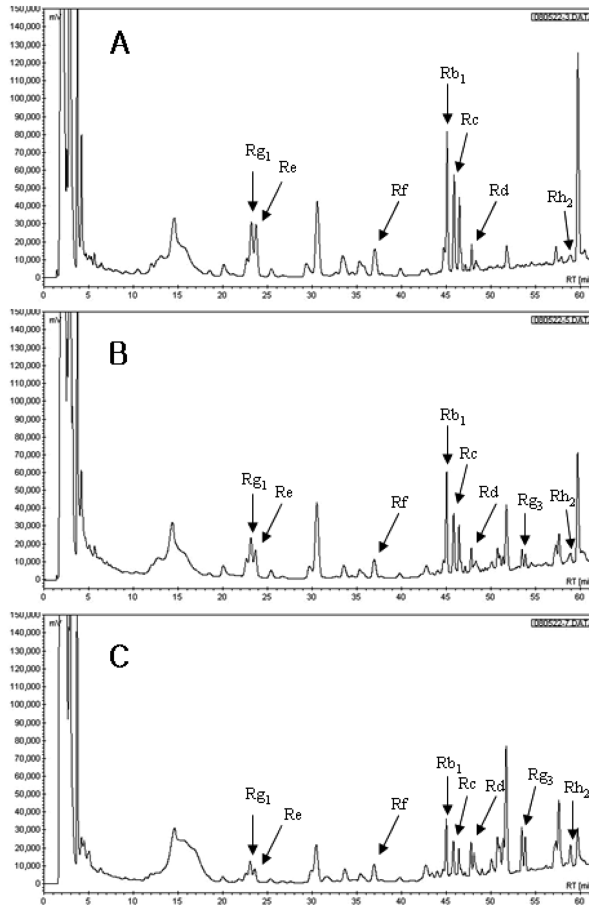 150,000
mV
080522-3.DAT
140,000
130,000
120,000
110,000
100,000
90,000
80,000
70,000
60,000
50,000
40,000
30,000
20,000
10,000
0
A
Rb1
Rc
Rg1
Re
Rf
Rd
Rh2
0 5 10 15 20 25 30 35 40 45 50 55 60
RT [mi
150,000
mV
080522-5.DAT
140,000
130,000
120,000
110,000
100,000
90,000
80,000
70,000
60,000
50,000
40,000
30,000
20,000
10,000
0
B
Rb1
Rc
Rg1
Re
Rf
Rd
Rg3
Rh2
0 5 10 15 20 25 30 35 40 45 50 55 60
RT [mi
150,000
mV
080522-7.DAT
140,000
130,000
120,000
110,000
100,000
90,000
80,000
70,000
60,000
50,000
40,000
30,000
20,000
10,000
0
C
Rb1
Rc
Rd
Rg3
Rg1
Re
Rf
Rh2
0 5 10 15 20 25 30 35 40 45 50 55 60
RT [mi